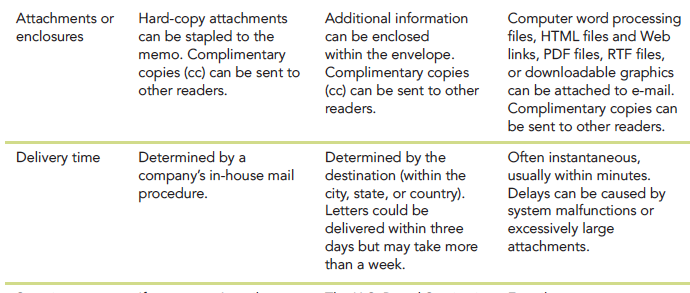 Attachments or
enclosures
Hard-copy attachments
can be stapled to the
memo. Complimentary
copies (cc) can be sent to
other readers.
Additional information
can be enclosed
within the envelope.
Complimentary copies
(cc) can be sent to other
readers.
Computer word processing
files, HTML files and Web
links, PDF files, RTF files,
or downloadable graphics
can be attached to e-mail.
Complimentary copies can
be sent to other readers.
Delivery time
Determined by a
company's in-house mail
procedure.
Determined by the
destination (within the
city, state, or country).
Letters could be
delivered within three
days but may take more
than a week.
Often instantaneous,
usually within minutes.
Delays can be caused by
system malfunctions or
excessively large
attachments.